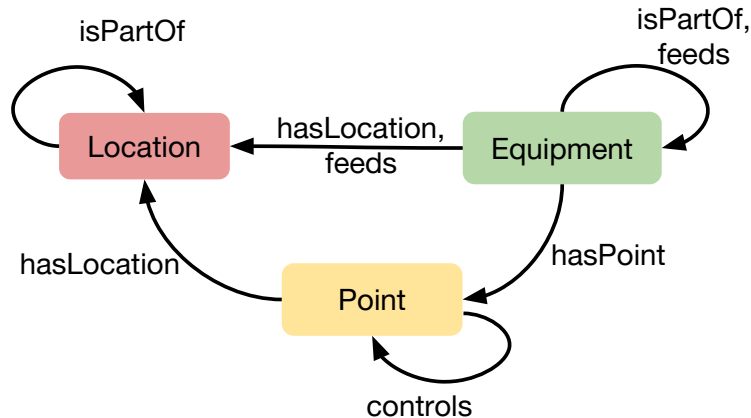 isPartOf
isPartOf,
feeds
Location
hasLocation,
feeds
Equipment
hasLocation
hasPoint
Point
controls